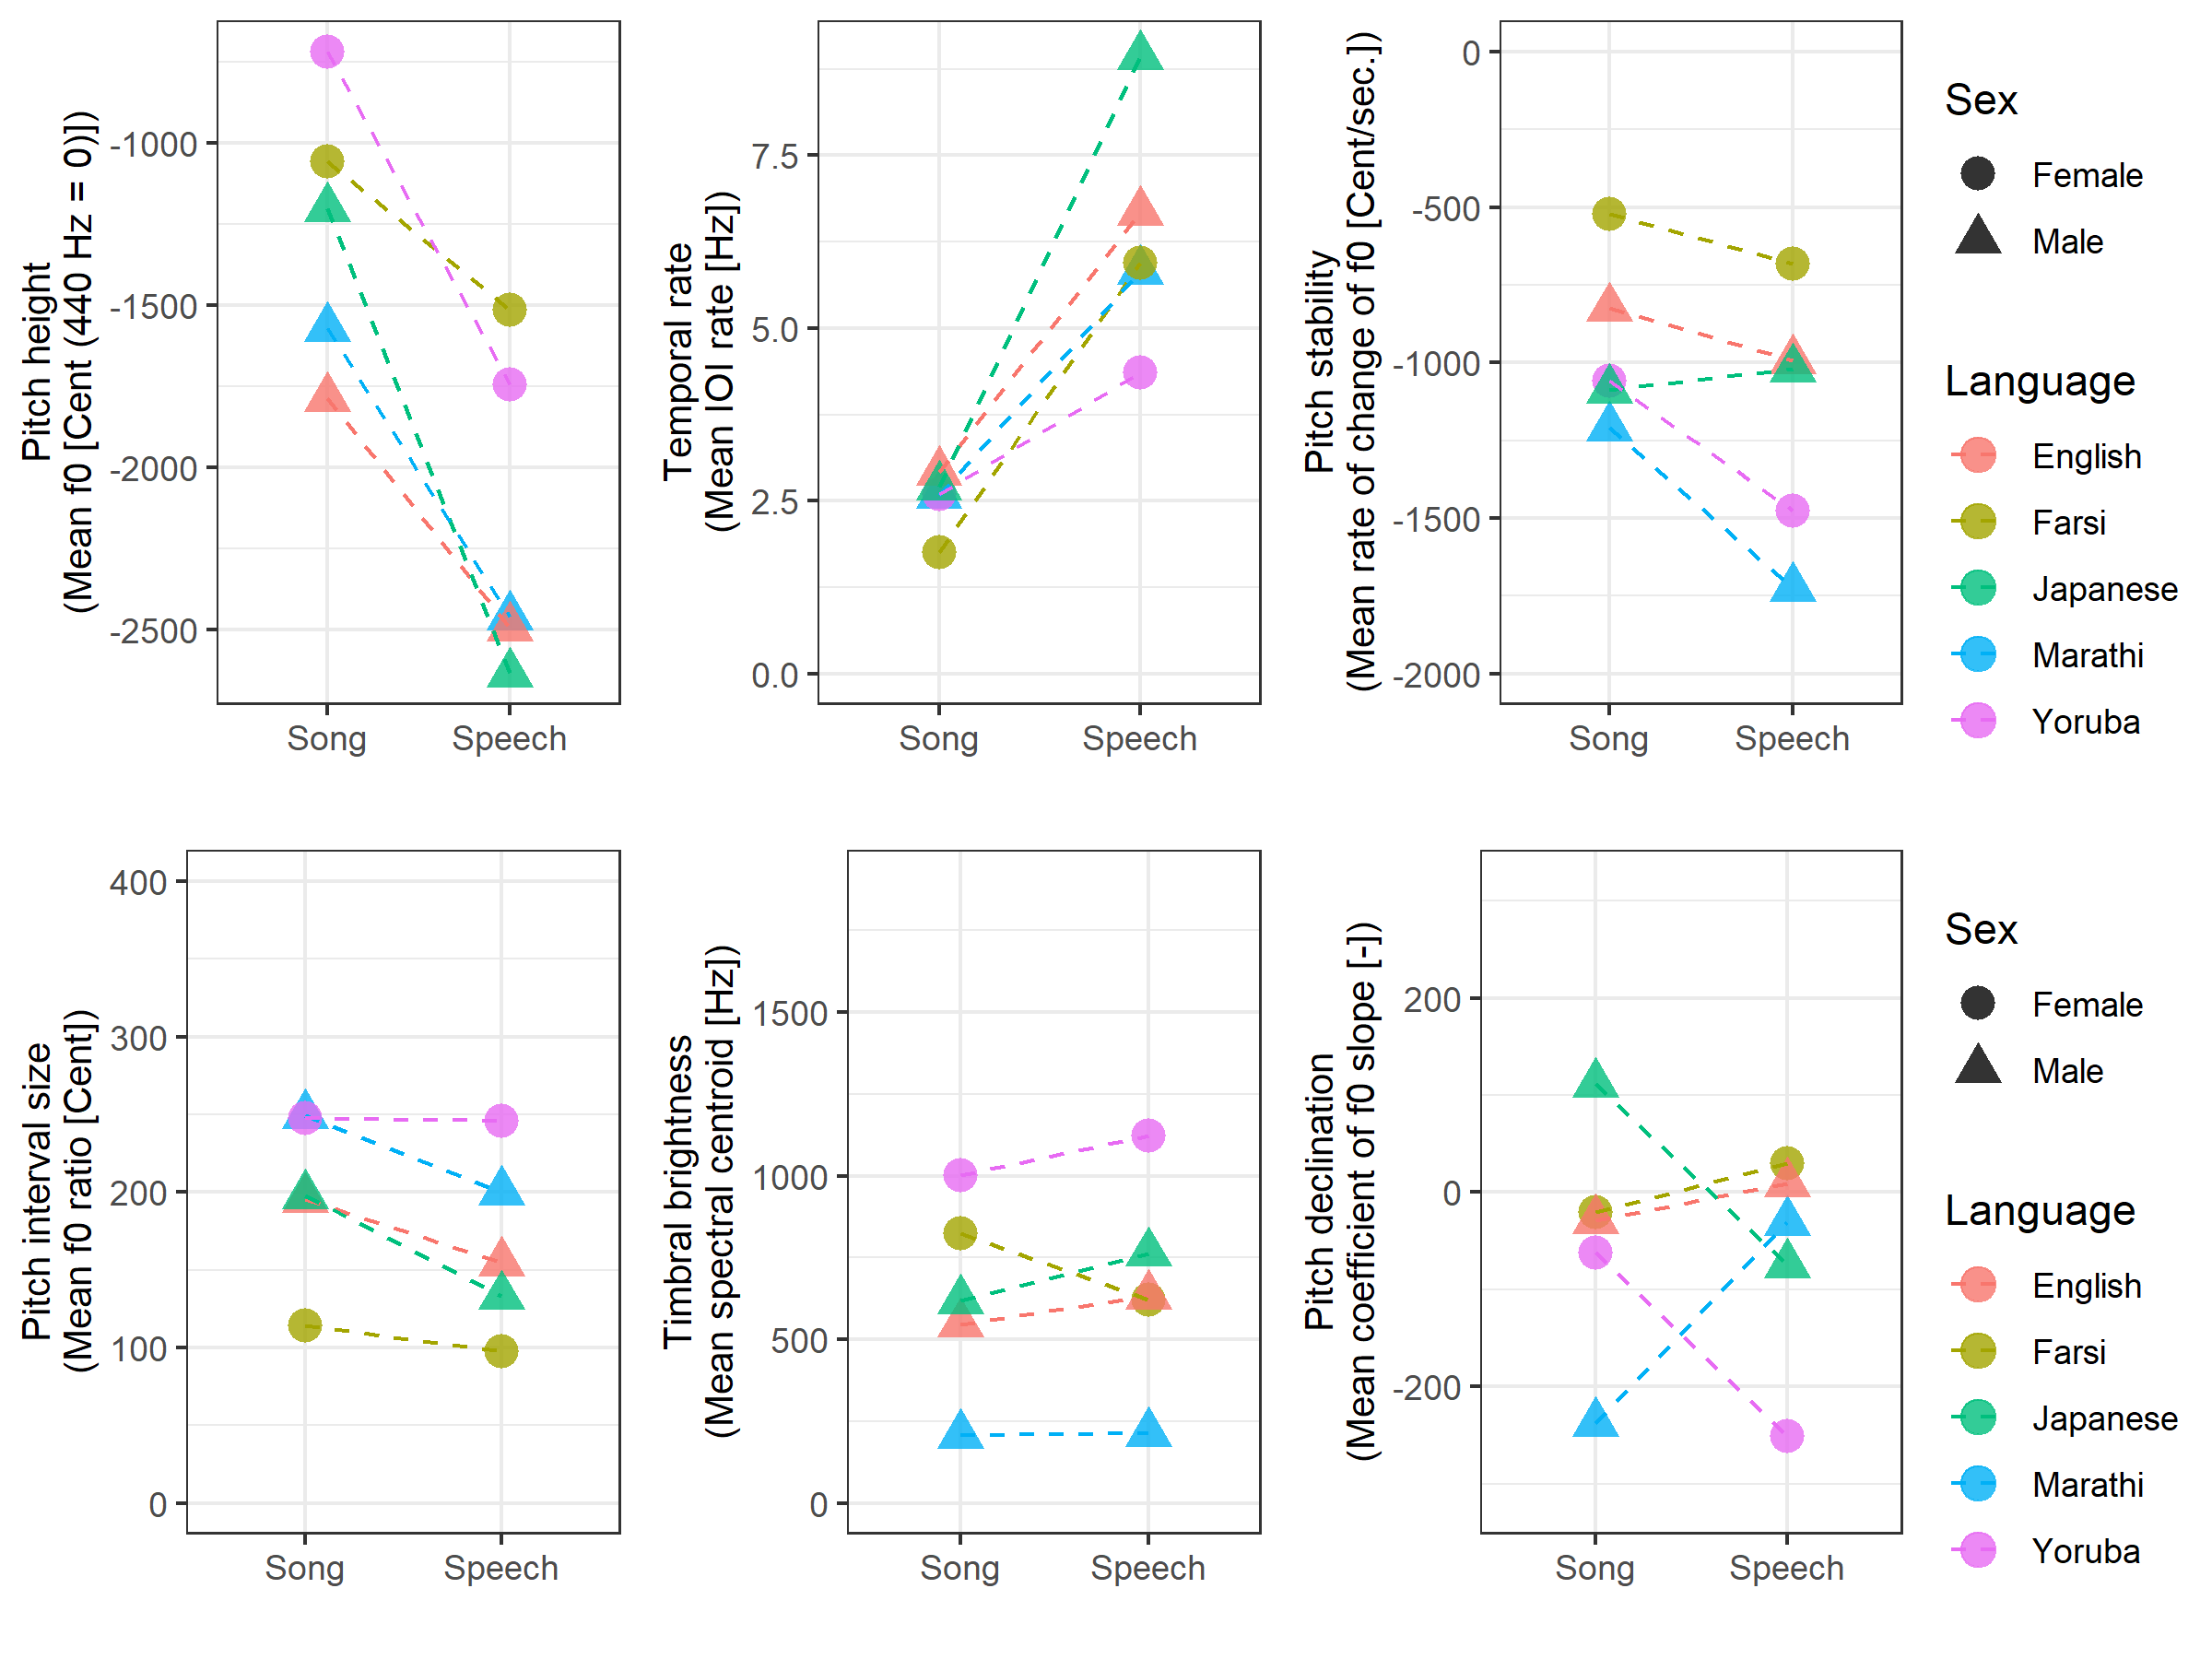 Pitch height
(Mean f0 [Cent (440 Hz = 0)])
-1000
-1500
-2000
-2500
Song
Speech
Temporal rate
(Mean IOI rate [Hz])
7.5
5.0
2.5
0.0
Song
Speech
Pitch stability
(Mean rate of change of f0 [Cent/sec.])
0
-500
-1000
-1500
-2000
Song
Speech
Sex
Female
Male
Language
English
Farsi
Japanese
Marathi
Yoruba
Pitch interval size
(Mean f0 ratio [Cent])
400
300
200
100
0
Song
Speech
Timbral brightness
(Mean spectral centroid [Hz])
1500
1000
500
0
Song
Speech
Pitch declination
(Mean coefficient of f0 slope [-])
200
0
-200
Song
Speech
Sex
Female
Male
Language
English
Farsi
Japanese
Marathi
Yoruba